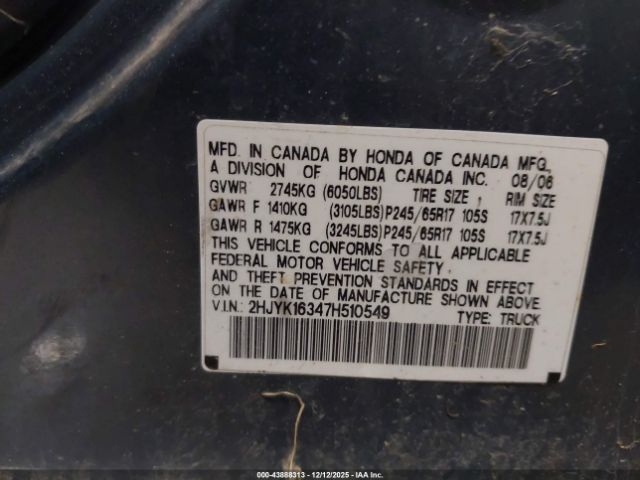 MFD. IN CANADA BY HONDA OF CANADA MFG.,
A DIVISION OF HONDA CANADA INC. 08/06
GVWR 2745KG (6050LBS) TIRE SIZE , RIM SIZE
GAWR F 1410KG (3105LBS)P245/65R17 105S 17X7.5J
GAWR R 1475KG (3245LBS)P245/65R17 105S 17X7.5J
THIS VEHICLE CONFORMS TO ALL APPLICABLE
FEDERAL MOTOR VEHICLE SAFETY,
AND THEFT PREVENTION STANDARDS IN EFFECT
ON THE DATE OF MANUFACTURE SHOWN ABOVE
V.I.N.: 2HJYK16347H510549 TYPE: TRUCK
000-43888313 - 12/12/2025 - IAAI.COM